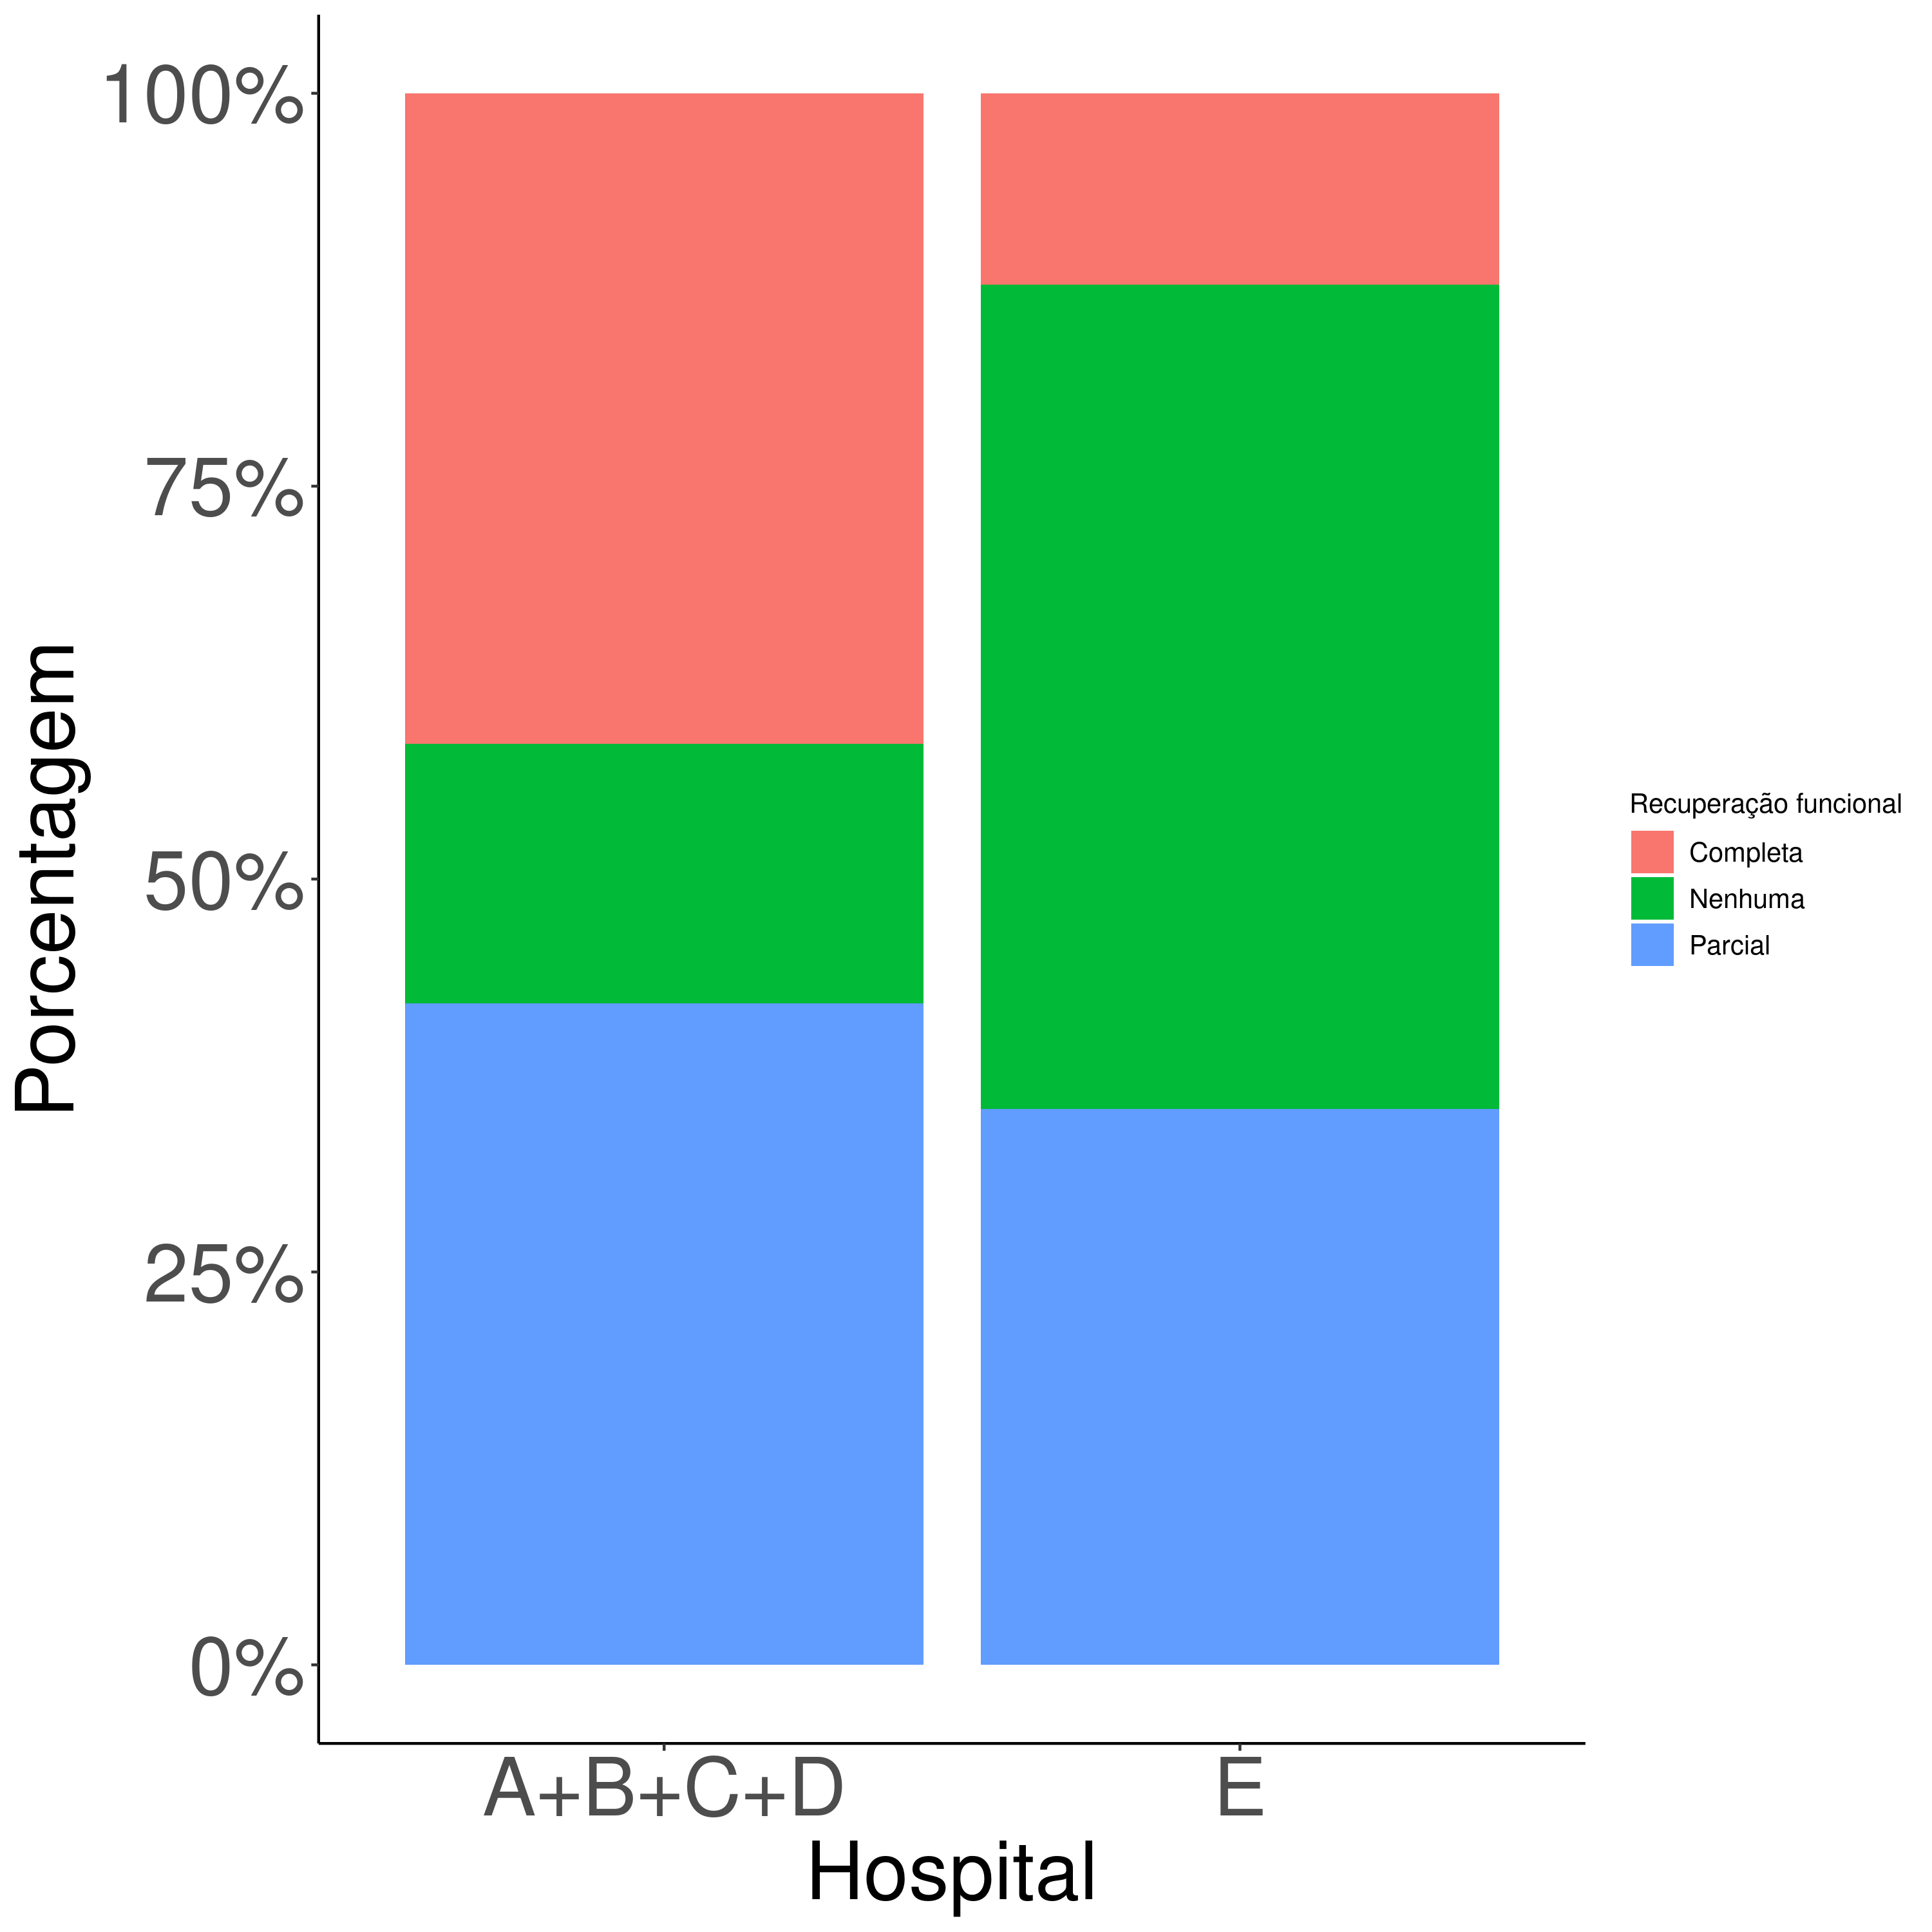 100%
75%
50%
25%
0%
Porcentagem
A+B+C+D
E
Hospital
Recuperação funcional
Completa
Nenhuma
Parcial